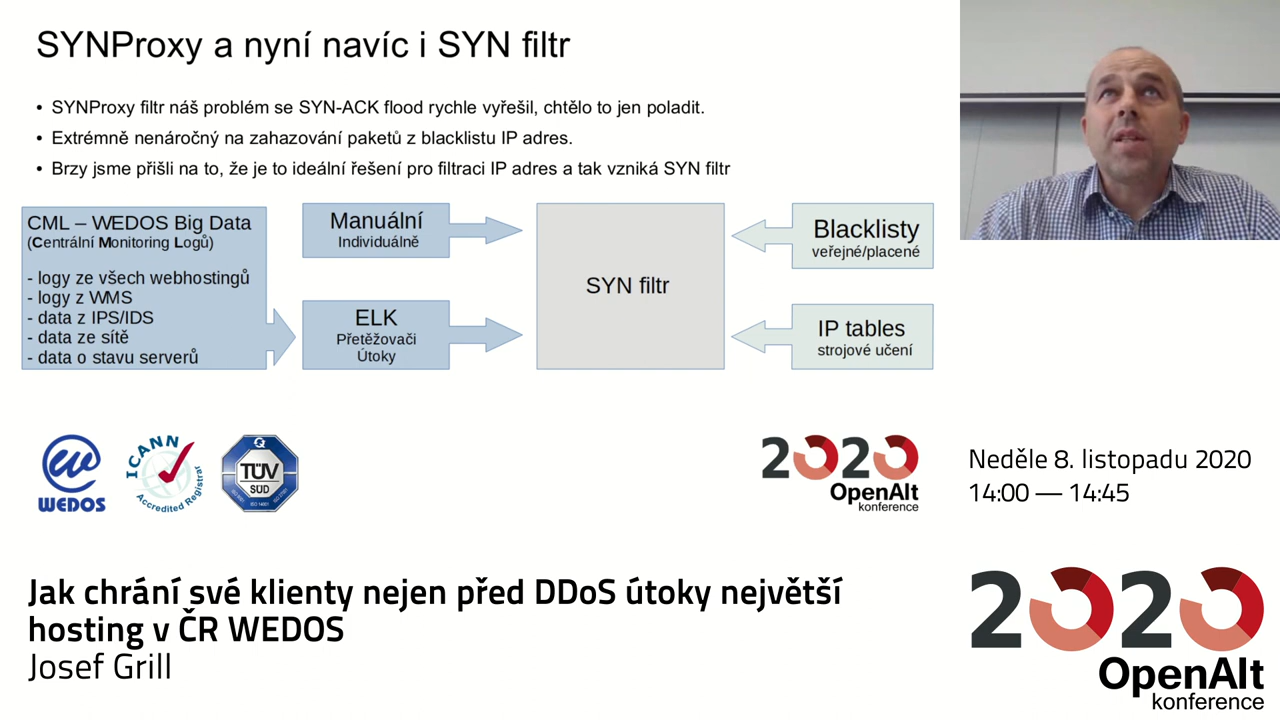 SYNProxy a nyní navíc i SYN filtr
• SYNProxy filtr náš problém se SYN-ACK flood rychle vyřešil, chtělo to jen poladit.
• Extrémně nenáročný na zahazování paketů z blacklistu IP adres.
• Brzy jsme přišli na to, že je to ideální řešení pro filtraci IP adres a tak vzniká SYN filtr
CML – WEDOS Big Data
(Centrální Monitoring Logů)
- logy ze všech webhostingů
- logy z WMS
- data z IPS/IDS
- data ze sítě
- data o stavu serverů
Manuální
Individuálně
ELK
Přetěžovači
Útoky
SYN filtr
Blacklisty
veřejné/placené
IP tables
strojové učení
WEDOS
ICANN
Accredited Registrar
TÜV
SÜD
2020
OpenAlt
konference
Neděle 8. listopadu 2020
14:00 — 14:45
Jak chrání své klienty nejen před DDoS útoky největší
hosting v ČR WEDOS
Josef Grill
2020
OpenAlt
konference